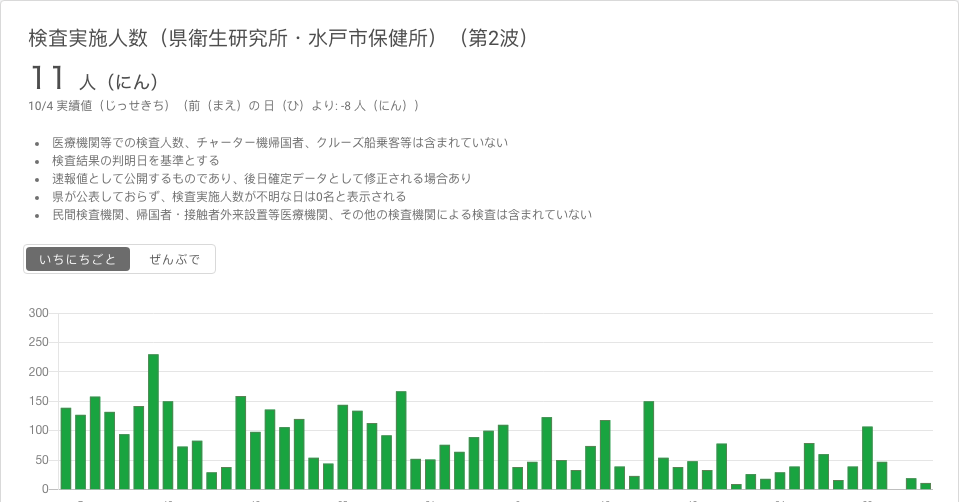 検査実施人数（県衛生研究所・水戸市保健所）（第2波）
11 人（にん）
10/4 実績値（じっせきち）（前（まえ）の 日（ひ）より: -8 人（にん））
• 医療機関等での検査人数、チャーター機帰国者、クルーズ船乗客等は含まれていない
• 検査結果の判明日を基準とする
• 速報値として公開するものであり、後日確定データとして修正される場合あり
• 県が公表しておらず、検査実施人数が不明な日は0名と表示される
• 民間検査機関、帰国者・接触者外来設置等医療機関、その他の検査機関による検査は含まれていない
いちにちごと ぜんぶで
300
250
200
150
100
50
0